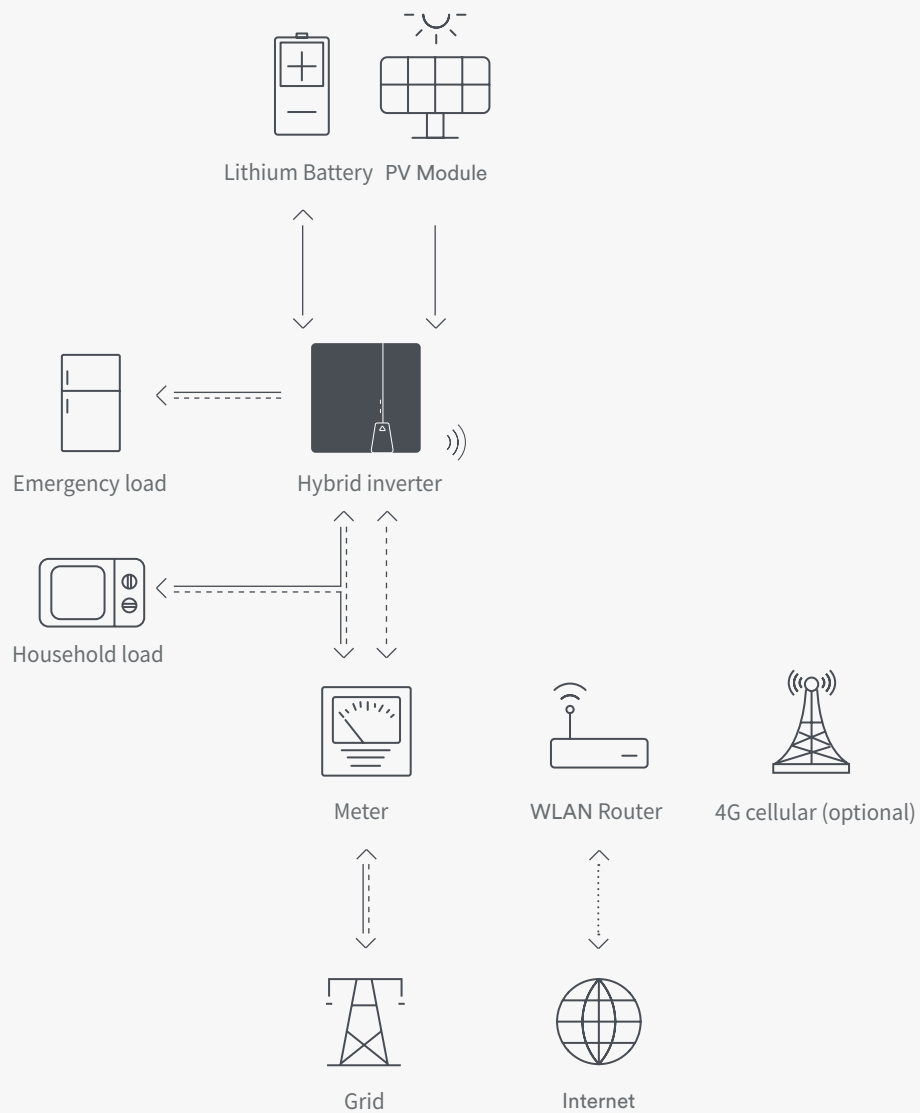 Lithium Battery PV Module
Emergency load
Hybrid inverter
Household load
Meter
WLAN Router
4G cellular (optional)
Grid
Internet